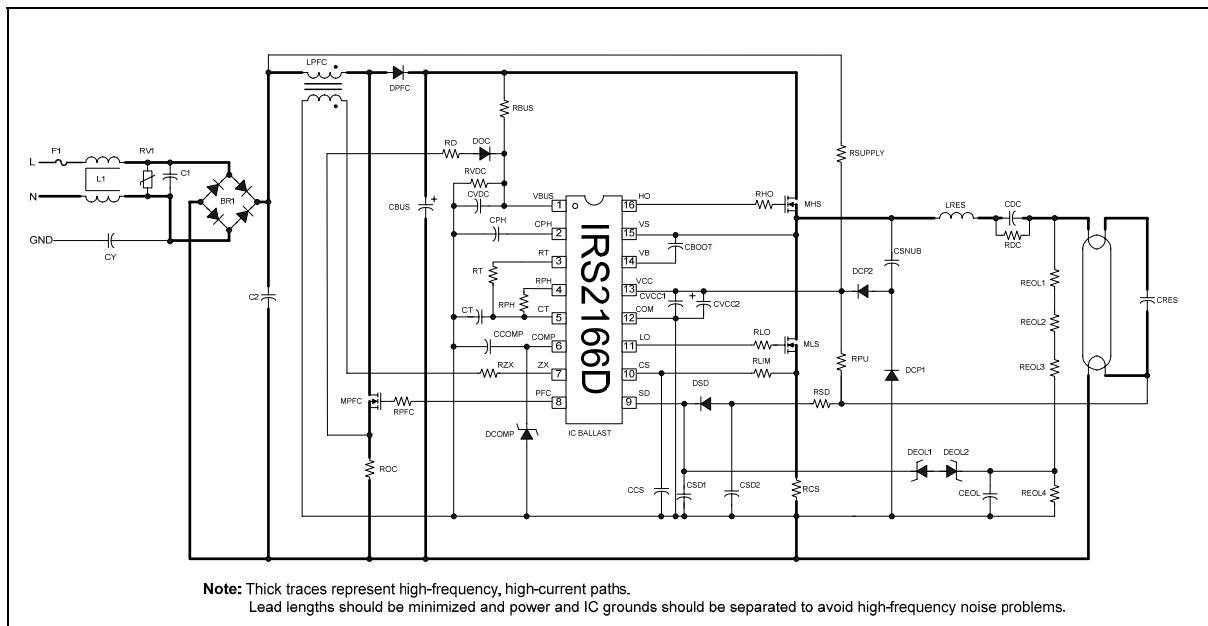 LPFC
DPFC
RBUS
F1
RV1
RD
DOC
RSUPPLY
L
L1
C1
RVDC
N
BR1
CBUS
+
CVDC
VBUS
1
16
HO
RHO
MHS
LRES
CDC
RDC
GND
CY
CPH
CPH
2
15
VS
CBOOT
CSNUB
RT
RT
3
14
VB
DCP2
REOL1
C2
RPH
RPH
4
13
VCC
CVCC1
+
CVCC2
CRES
CT
CT
5
12
COM
REOL2
CCOMP
COMP
6
11
LO
RLO
MLS
RPU
REOL3
RZX
ZX
7
10
CS
RLIM
DCP1
DSD
RSD
MPFC
RPFC
PFC
8
9
SD
IRS2166D
IC BALLAST
DCOMP
ROC
DEOL1
DEOL2
CCS
CSD1
CSD2
RCS
CEOL
REOL4
Note: Thick traces represent high-frequency, high-current paths.
Lead lengths should be minimized and power and IC grounds should be separated to avoid high-frequency noise problems.